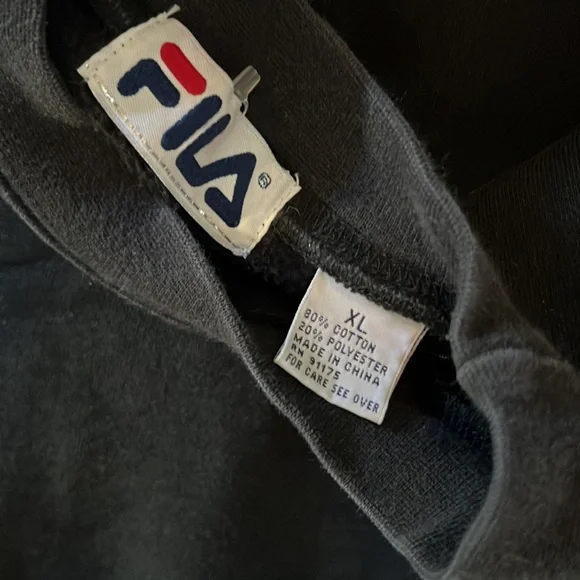 FILA
®
XL
80% COTTON
20% POLYESTER
MADE IN CHINA
RN 91175
FOR CARE SEE OVER